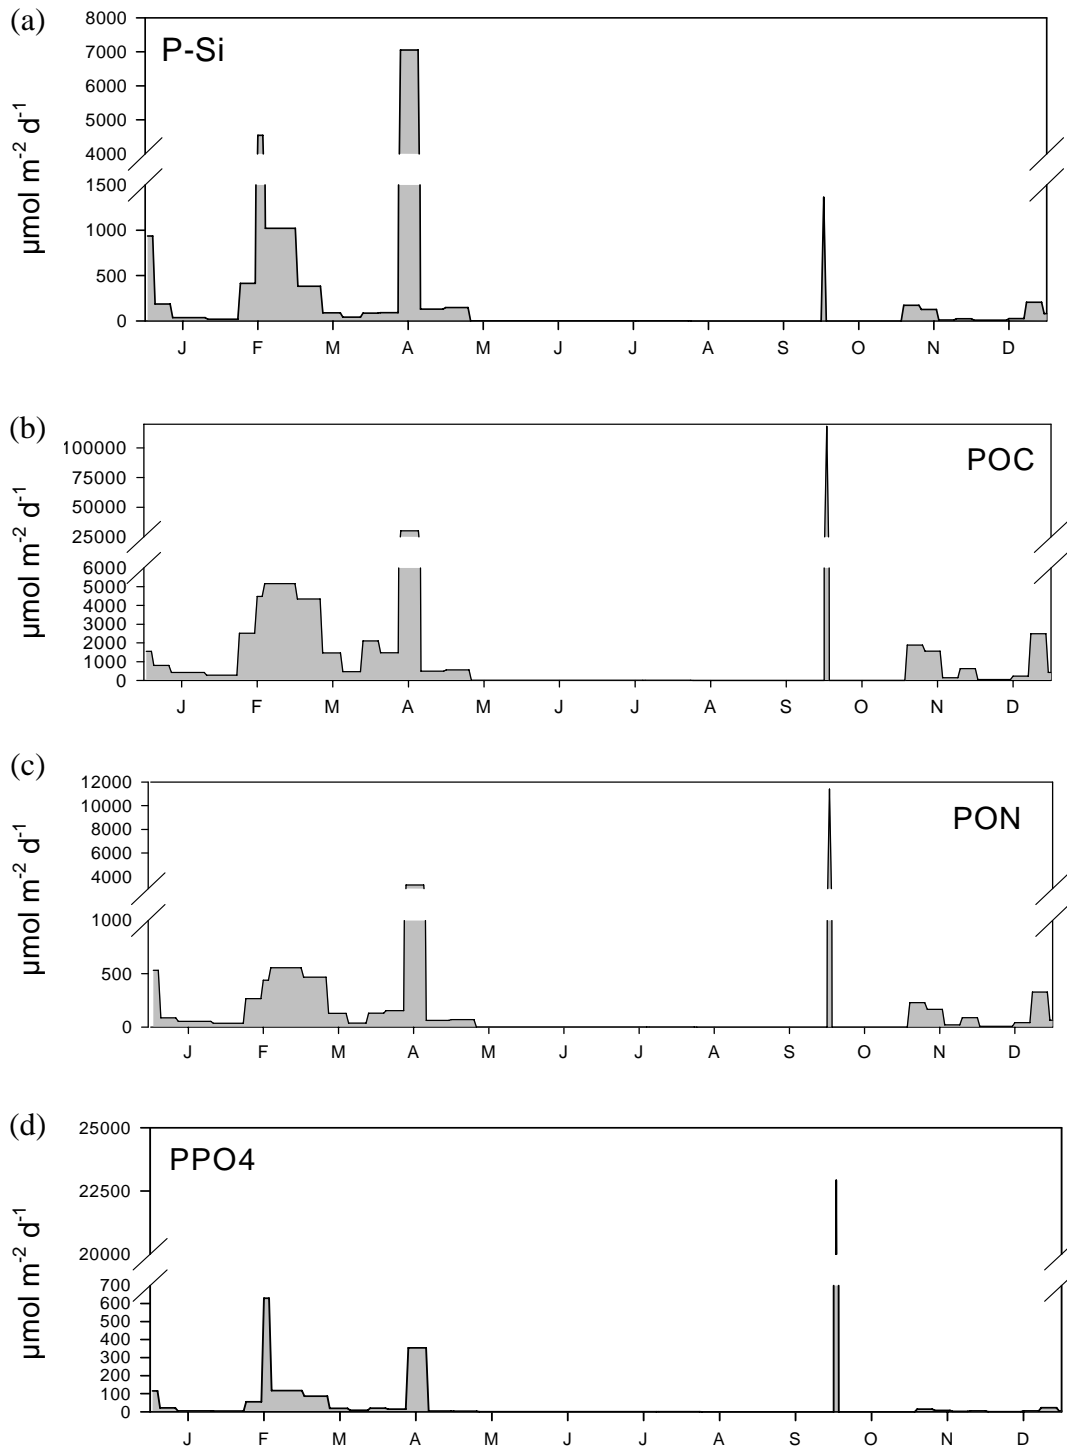 (a)
P-Si
µmol m-2 d-1
8000
7000
6000
5000
4000
1500
1000
500
0
J F M A M J J A S O N D
(b)
POC
µmol m-2 d-1
100000
75000
50000
25000
6000
5000
4000
3000
2000
1000
0
J F M A M J J A S O N D
(c)
PON
µmol m-2 d-1
12000
10000
8000
6000
4000
1000
500
0
J F M A M J J A S O N D
(d)
PPO4
µmol m-2 d-1
25000
22500
20000
700
600
500
400
300
200
100
0
J F M A M J J A S O N D